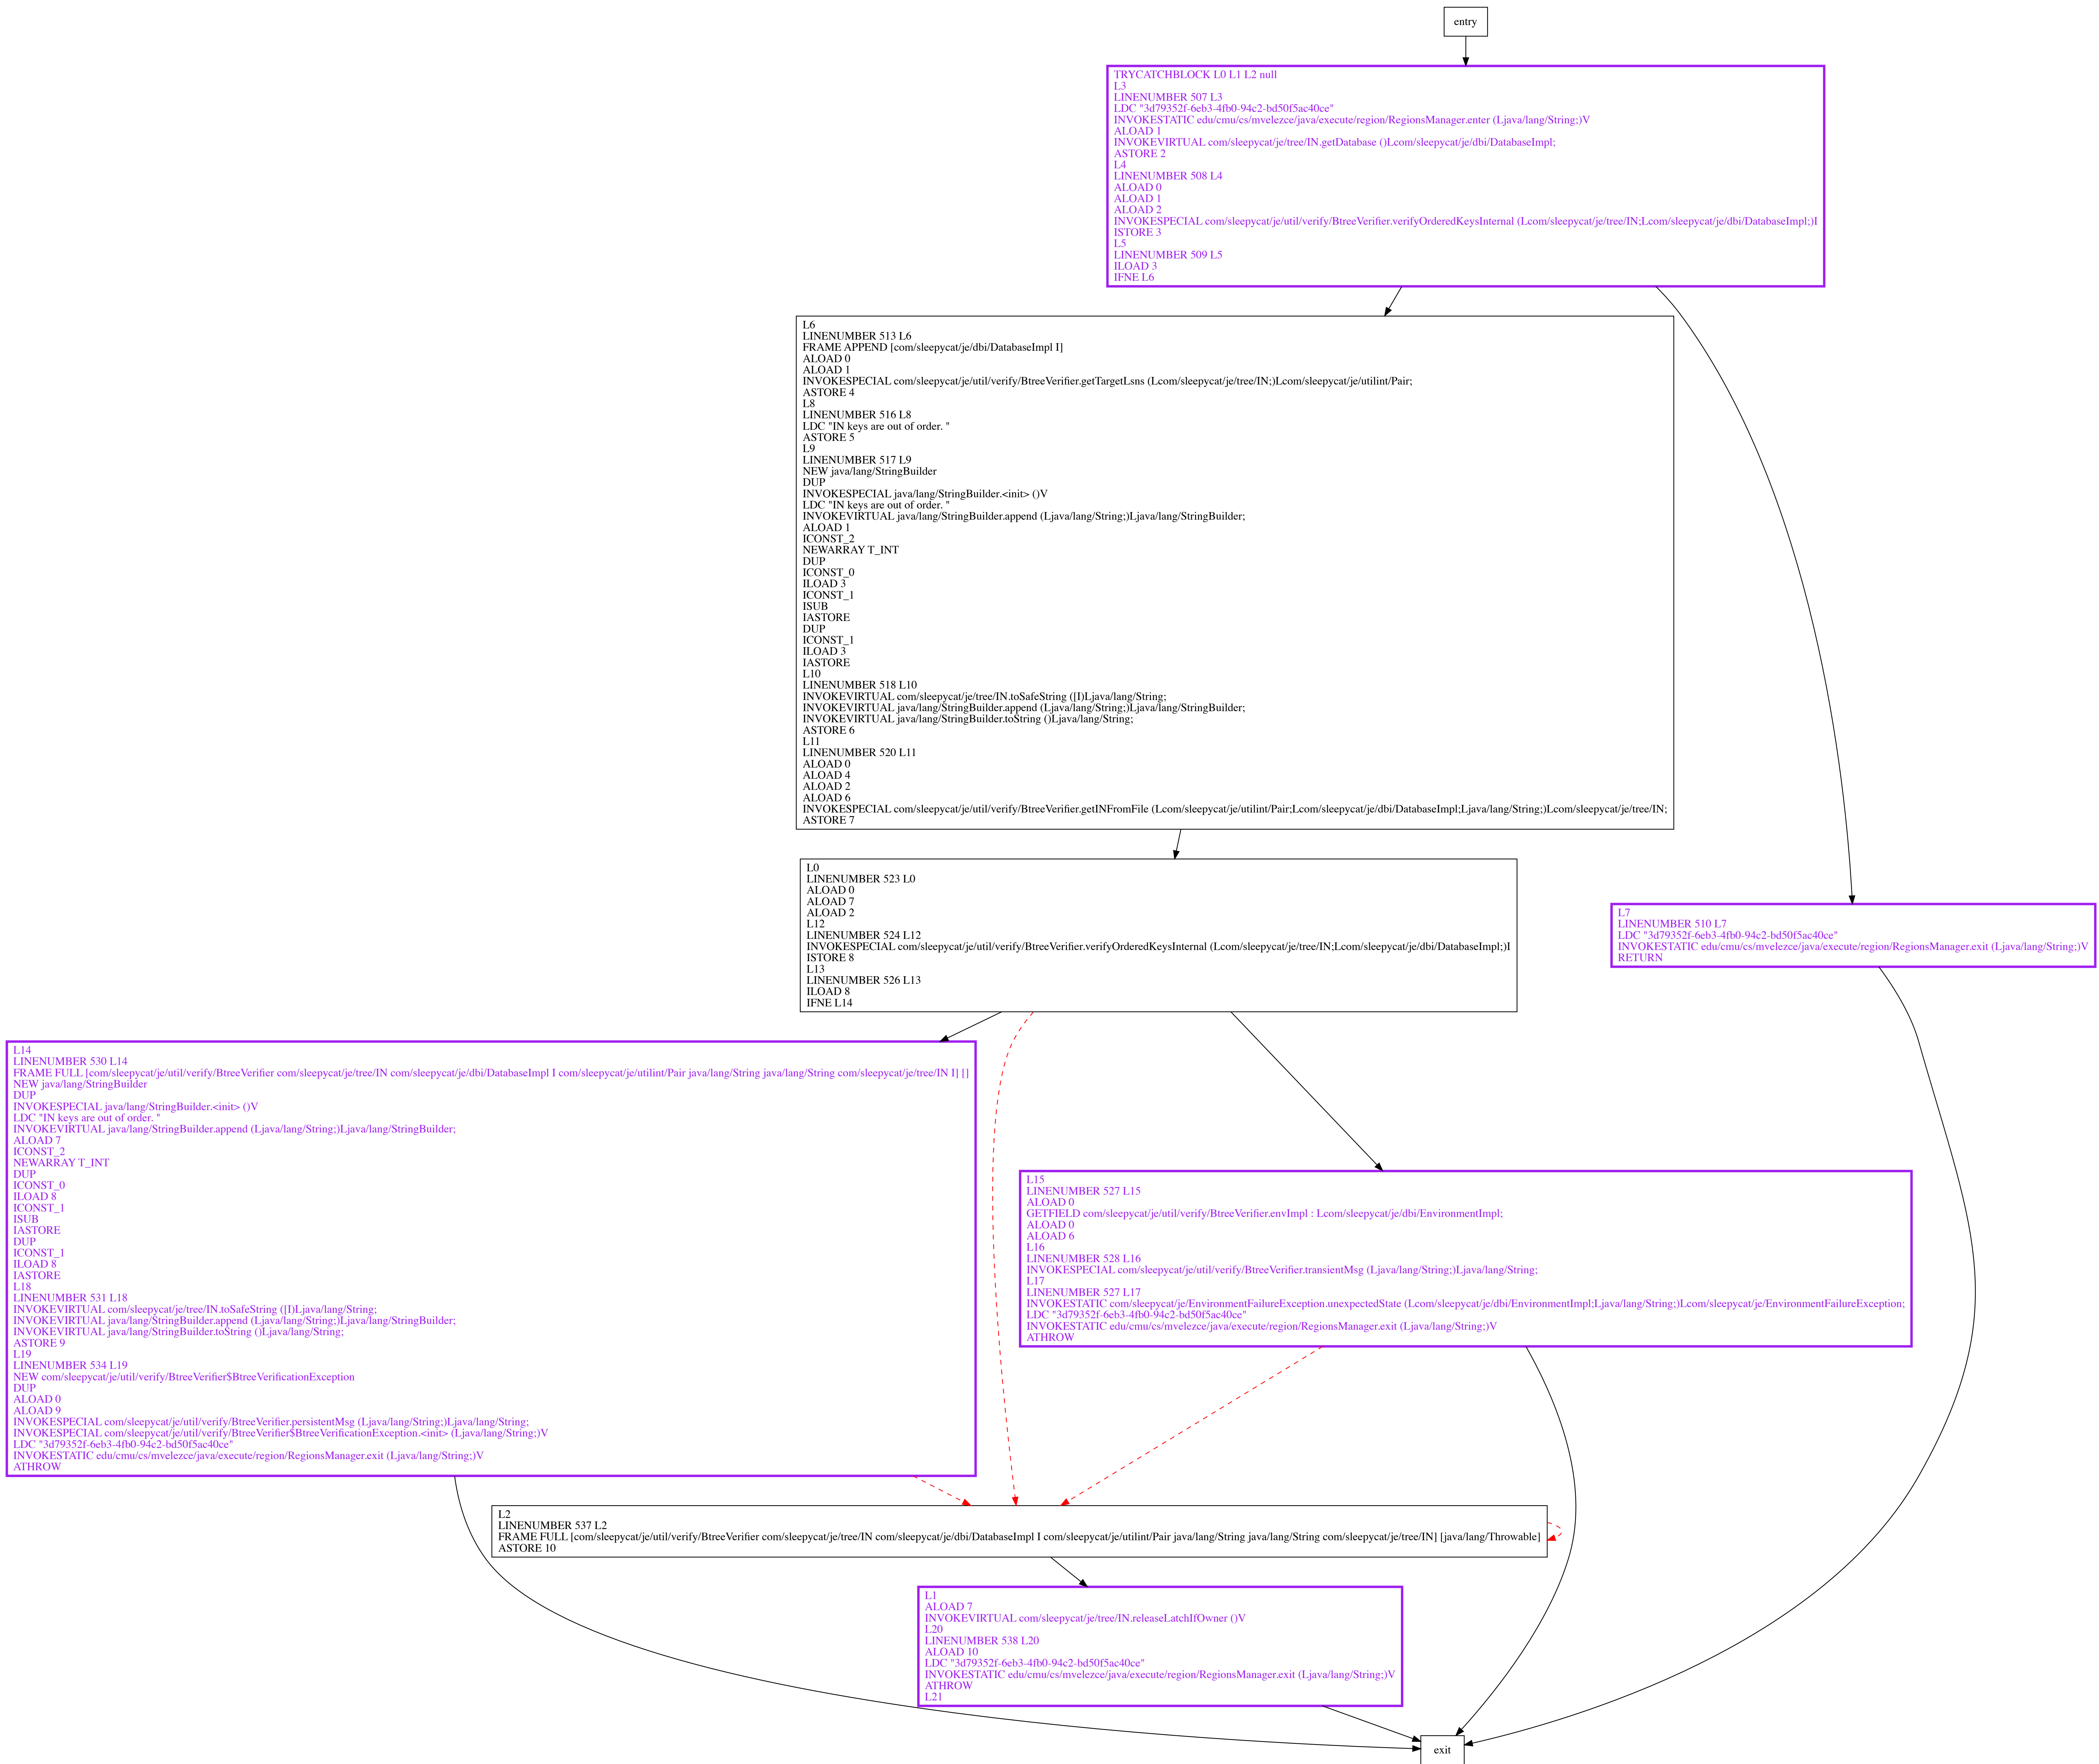 entry
TRYCATCHBLOCK L0 L1 L2 null
L3
LINENUMBER 507 L3
LDC "3d79352f-6eb3-4fb0-94c2-bd50f5ac40ce"
INVOKESTATIC edu/cmu/cs/mvelezce/java/execute/region/RegionsManager.enter (Ljava/lang/String;)V
ALOAD 1
INVOKEVIRTUAL com/sleepycat/je/tree/IN.getDatabase ()Lcom/sleepycat/je/dbi/DatabaseImpl;
ASTORE 2
L4
LINENUMBER 508 L4
ALOAD 0
ALOAD 1
ALOAD 2
INVOKESPECIAL com/sleepycat/je/util/verify/BtreeVerifier.verifyOrderedKeysInternal (Lcom/sleepycat/je/tree/IN;Lcom/sleepycat/je/dbi/DatabaseImpl;)I
ISTORE 3
L5
LINENUMBER 509 L5
ILOAD 3
IFNE L6
L6
LINENUMBER 513 L6
FRAME APPEND [com/sleepycat/je/dbi/DatabaseImpl I]
ALOAD 0
ALOAD 1
INVOKESPECIAL com/sleepycat/je/util/verify/BtreeVerifier.getTargetLsns (Lcom/sleepycat/je/tree/IN;)Lcom/sleepycat/je/utilint/Pair;
ASTORE 4
L8
LINENUMBER 516 L8
LDC "IN keys are out of order. "
ASTORE 5
L9
LINENUMBER 517 L9
NEW java/lang/StringBuilder
DUP
INVOKESPECIAL java/lang/StringBuilder.<init> ()V
LDC "IN keys are out of order. "
INVOKEVIRTUAL java/lang/StringBuilder.append (Ljava/lang/String;)Ljava/lang/StringBuilder;
ALOAD 1
ICONST_2
NEWARRAY T_INT
DUP
ICONST_0
ILOAD 3
ICONST_1
ISUB
IASTORE
DUP
ICONST_1
ILOAD 3
IASTORE
L10
LINENUMBER 518 L10
INVOKEVIRTUAL com/sleepycat/je/tree/IN.toSafeString ([I)Ljava/lang/String;
INVOKEVIRTUAL java/lang/StringBuilder.append (Ljava/lang/String;)Ljava/lang/StringBuilder;
INVOKEVIRTUAL java/lang/StringBuilder.toString ()Ljava/lang/String;
ASTORE 6
L11
LINENUMBER 520 L11
ALOAD 0
ALOAD 4
ALOAD 2
ALOAD 6
INVOKESPECIAL com/sleepycat/je/util/verify/BtreeVerifier.getINFromFile (Lcom/sleepycat/je/utilint/Pair;Lcom/sleepycat/je/dbi/DatabaseImpl;Ljava/lang/String;)Lcom/sleepycat/je/tree/IN;
ASTORE 7
L0
LINENUMBER 523 L0
ALOAD 0
ALOAD 7
ALOAD 2
L12
LINENUMBER 524 L12
INVOKESPECIAL com/sleepycat/je/util/verify/BtreeVerifier.verifyOrderedKeysInternal (Lcom/sleepycat/je/tree/IN;Lcom/sleepycat/je/dbi/DatabaseImpl;)I
ISTORE 8
L13
LINENUMBER 526 L13
ILOAD 8
IFNE L14
L7
LINENUMBER 510 L7
LDC "3d79352f-6eb3-4fb0-94c2-bd50f5ac40ce"
INVOKESTATIC edu/cmu/cs/mvelezce/java/execute/region/RegionsManager.exit (Ljava/lang/String;)V
RETURN
L14
LINENUMBER 530 L14
FRAME FULL [com/sleepycat/je/util/verify/BtreeVerifier com/sleepycat/je/tree/IN com/sleepycat/je/dbi/DatabaseImpl I com/sleepycat/je/utilint/Pair java/lang/String java/lang/String com/sleepycat/je/tree/IN I] []
NEW java/lang/StringBuilder
DUP
INVOKESPECIAL java/lang/StringBuilder.<init> ()V
LDC "IN keys are out of order. "
INVOKEVIRTUAL java/lang/StringBuilder.append (Ljava/lang/String;)Ljava/lang/StringBuilder;
ALOAD 7
ICONST_2
NEWARRAY T_INT
DUP
ICONST_0
ILOAD 8
ICONST_1
ISUB
IASTORE
DUP
ICONST_1
ILOAD 8
IASTORE
L18
LINENUMBER 531 L18
INVOKEVIRTUAL com/sleepycat/je/tree/IN.toSafeString ([I)Ljava/lang/String;
INVOKEVIRTUAL java/lang/StringBuilder.append (Ljava/lang/String;)Ljava/lang/StringBuilder;
INVOKEVIRTUAL java/lang/StringBuilder.toString ()Ljava/lang/String;
ASTORE 9
L19
LINENUMBER 534 L19
NEW com/sleepycat/je/util/verify/BtreeVerifier$BtreeVerificationException
DUP
ALOAD 0
ALOAD 9
INVOKESPECIAL com/sleepycat/je/util/verify/BtreeVerifier.persistentMsg (Ljava/lang/String;)Ljava/lang/String;
INVOKESPECIAL com/sleepycat/je/util/verify/BtreeVerifier$BtreeVerificationException.<init> (Ljava/lang/String;)V
LDC "3d79352f-6eb3-4fb0-94c2-bd50f5ac40ce"
INVOKESTATIC edu/cmu/cs/mvelezce/java/execute/region/RegionsManager.exit (Ljava/lang/String;)V
ATHROW
L15
LINENUMBER 527 L15
ALOAD 0
GETFIELD com/sleepycat/je/util/verify/BtreeVerifier.envImpl : Lcom/sleepycat/je/dbi/EnvironmentImpl;
ALOAD 0
ALOAD 6
L16
LINENUMBER 528 L16
INVOKESPECIAL com/sleepycat/je/util/verify/BtreeVerifier.transientMsg (Ljava/lang/String;)Ljava/lang/String;
L17
LINENUMBER 527 L17
INVOKESTATIC com/sleepycat/je/EnvironmentFailureException.unexpectedState (Lcom/sleepycat/je/dbi/EnvironmentImpl;Ljava/lang/String;)Lcom/sleepycat/je/EnvironmentFailureException;
LDC "3d79352f-6eb3-4fb0-94c2-bd50f5ac40ce"
INVOKESTATIC edu/cmu/cs/mvelezce/java/execute/region/RegionsManager.exit (Ljava/lang/String;)V
ATHROW
L2
LINENUMBER 537 L2
FRAME FULL [com/sleepycat/je/util/verify/BtreeVerifier com/sleepycat/je/tree/IN com/sleepycat/je/dbi/DatabaseImpl I com/sleepycat/je/utilint/Pair java/lang/String java/lang/String com/sleepycat/je/tree/IN] [java/lang/Throwable]
ASTORE 10
L1
ALOAD 7
INVOKEVIRTUAL com/sleepycat/je/tree/IN.releaseLatchIfOwner ()V
L20
LINENUMBER 538 L20
ALOAD 10
LDC "3d79352f-6eb3-4fb0-94c2-bd50f5ac40ce"
INVOKESTATIC edu/cmu/cs/mvelezce/java/execute/region/RegionsManager.exit (Ljava/lang/String;)V
ATHROW
L21
exit